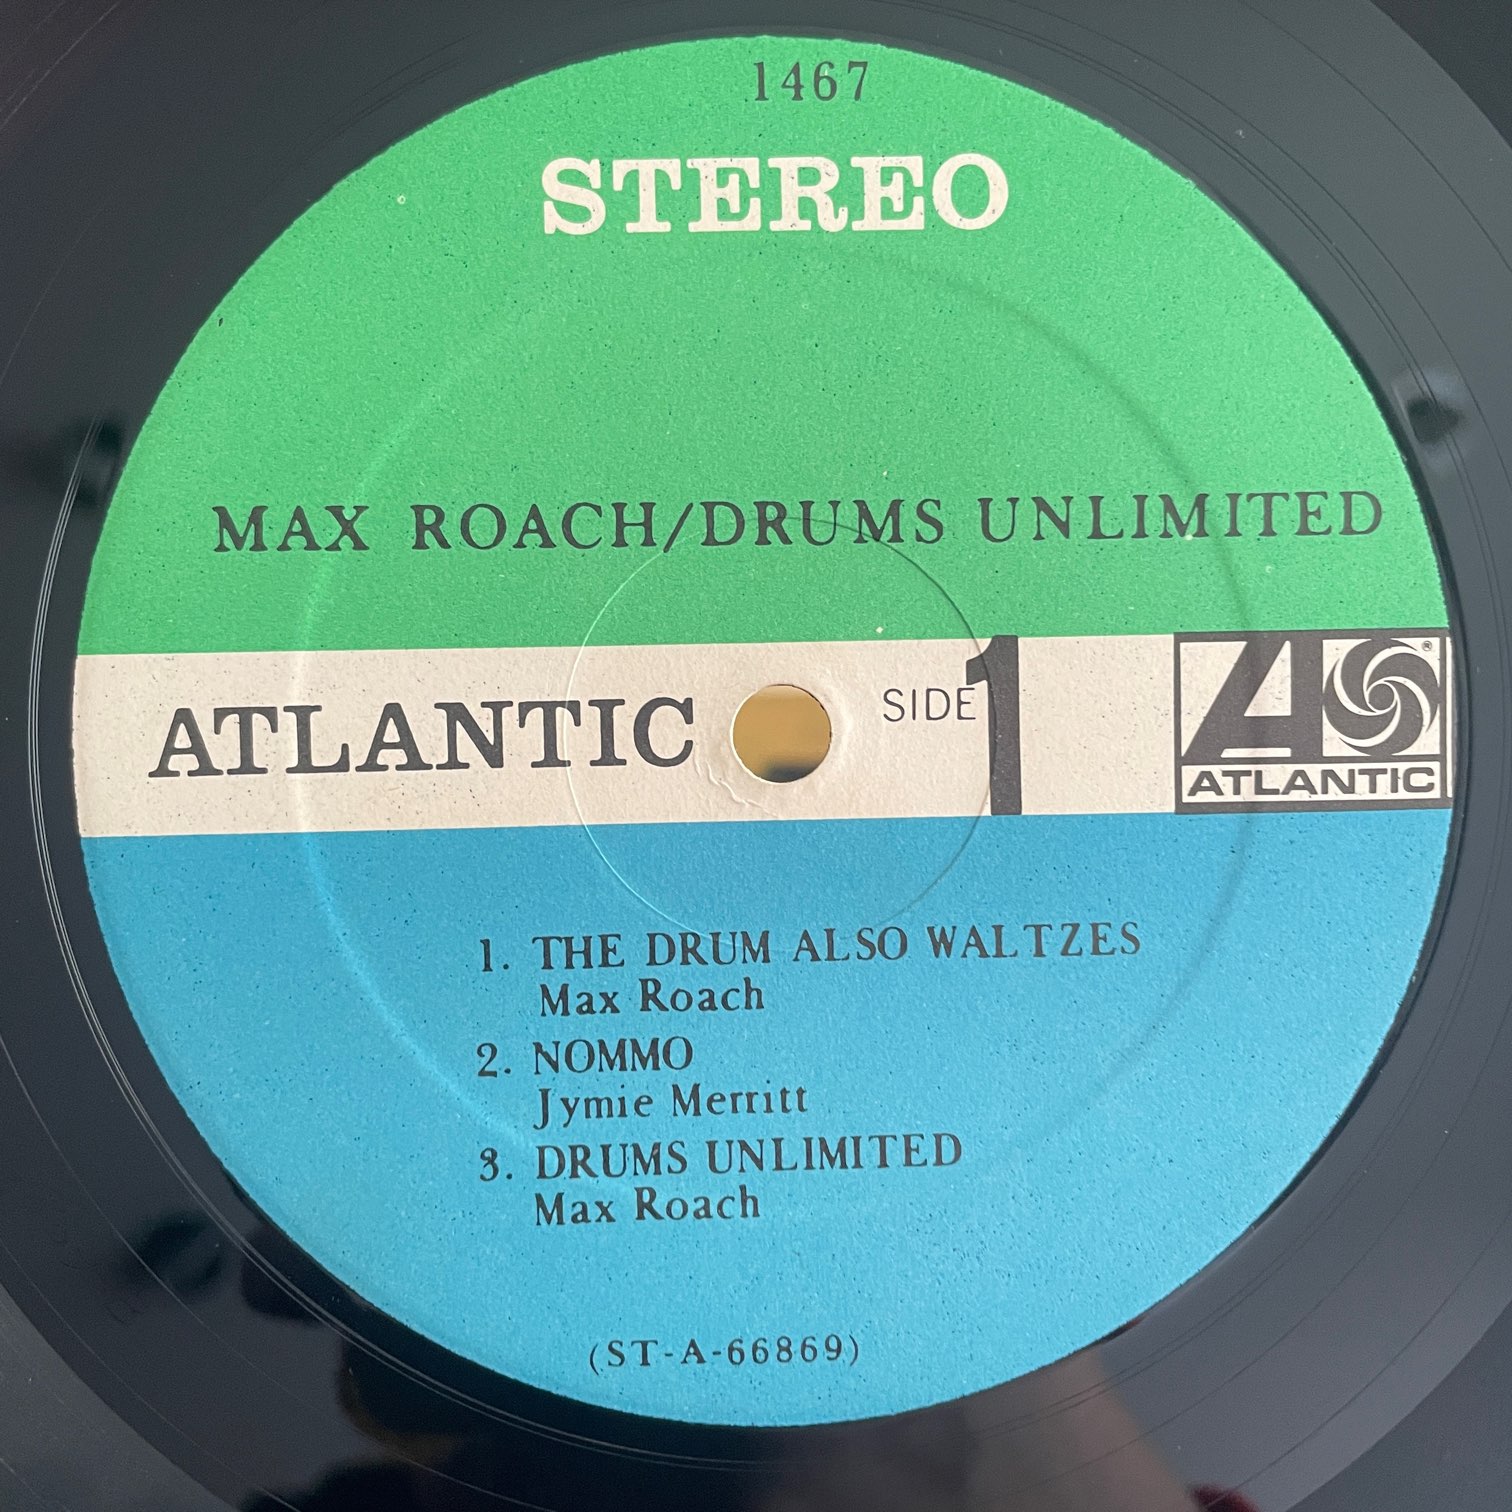 1467
STEREO
MAX ROACH/DRUMS UNLIMITED
ATLANTIC
SIDE 1
A
®
ATLANTIC
1. THE DRUM ALSO WALTZES
Max Roach
2. NOMMO
Jymie Merritt
3. DRUMS UNLIMITED
Max Roach
(ST-A-66869)